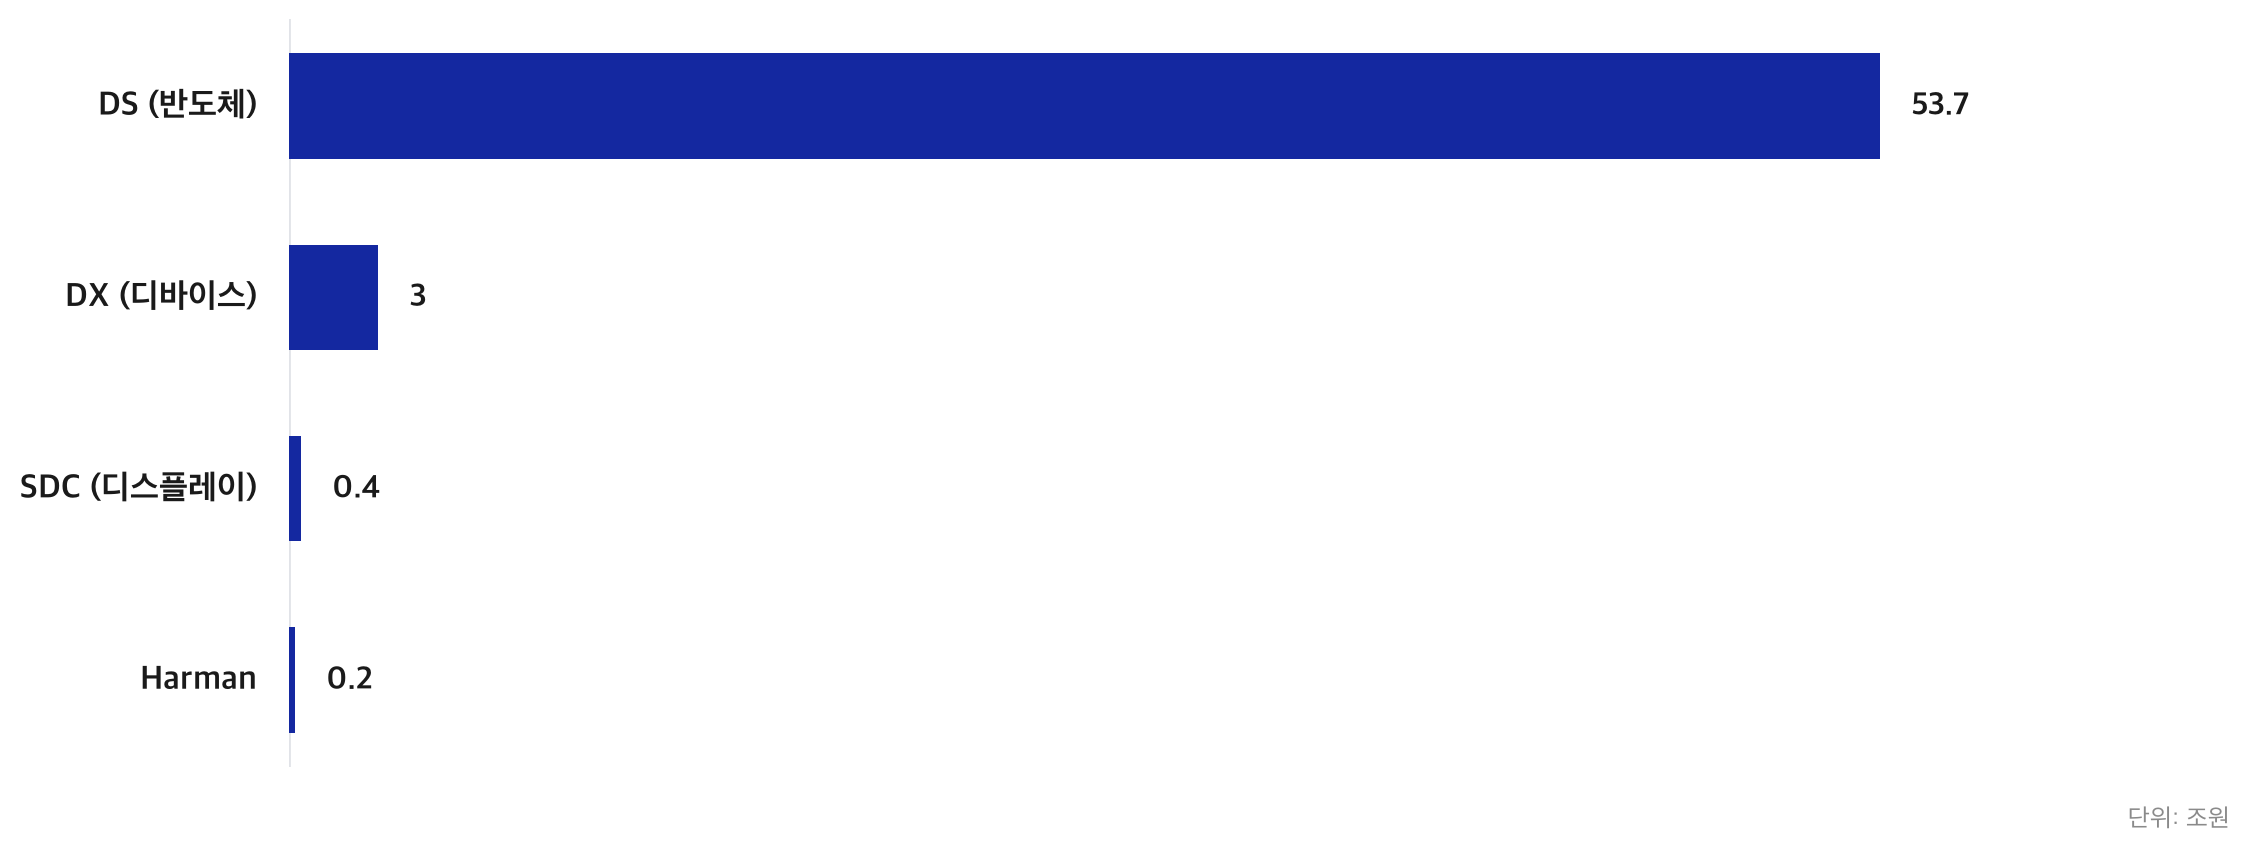 DS (반도체)
53.7
DX (디바이스)
3
SDC (디스플레이)
0.4
Harman
0.2
단위: 조원